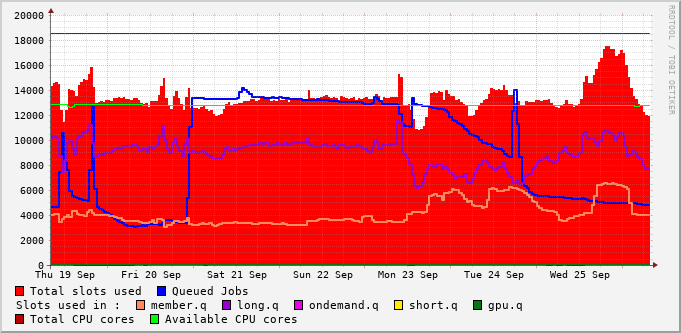 20000
18000
16000
14000
12000
10000
8000
6000
4000
2000
0
Thu 19 Sep Fri 20 Sep Sat 21 Sep Sun 22 Sep Mon 23 Sep Tue 24 Sep Wed 25 Sep
RRDTOOL / TOBI OETIKER
Total slots used Queued Jobs
Slots used in : member.q long.q ondemand.q short.q gpu.q
Total CPU cores Available CPU cores